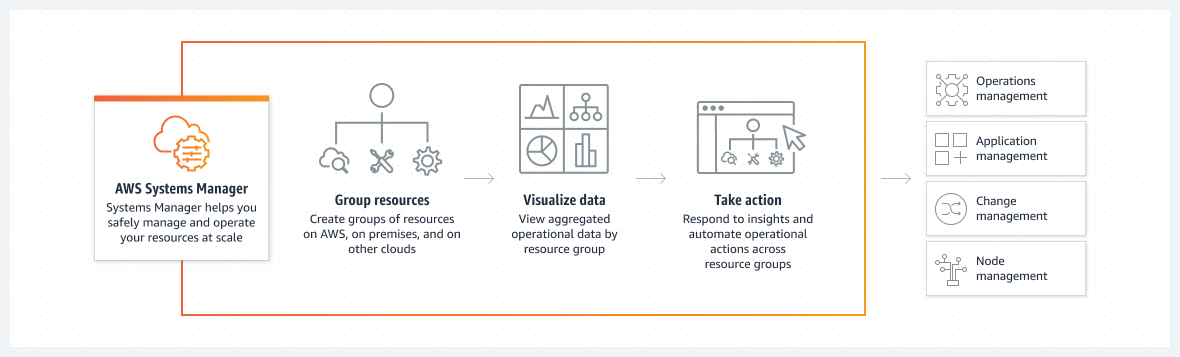 AWS Systems Manager
Systems Manager helps you
safely manage and operate
your resources at scale
Group resources
Create groups of resources
on AWS, on premises, and on
other clouds
Visualize data
View aggregated
operational data by
resource group
Take action
Respond to insights and
automate operational
actions across
resource groups
Operations
management
Application
management
Change
management
Node
management